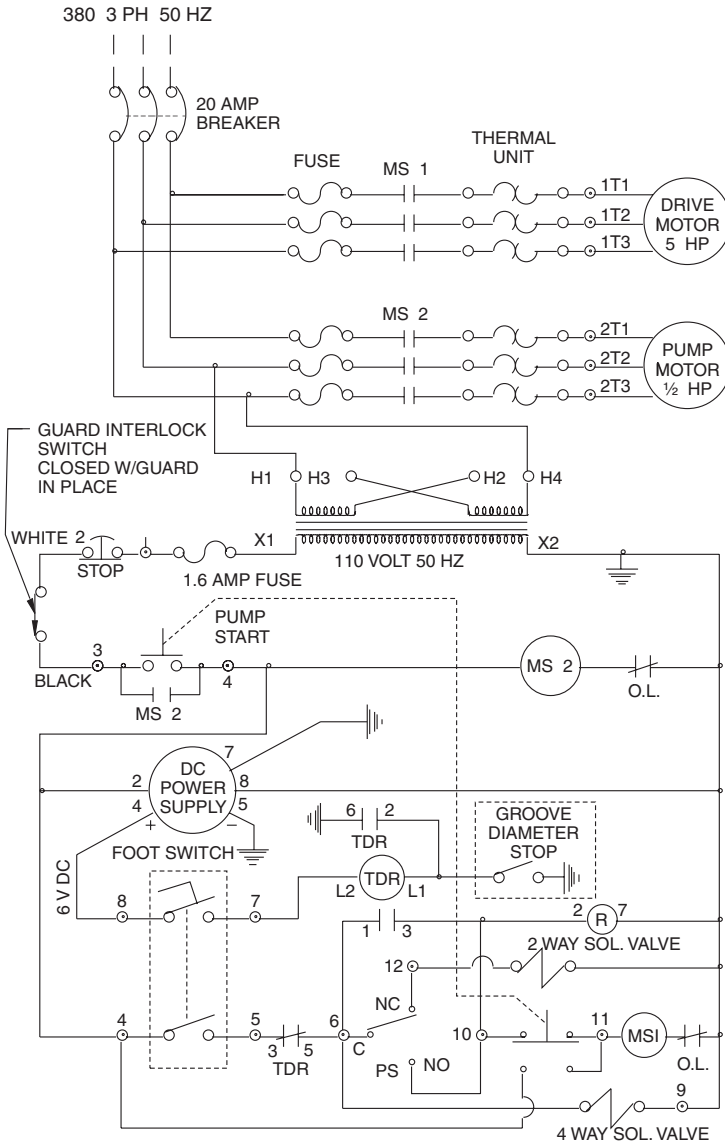 380 3 PH 50 HZ
20 AMP
BREAKER
FUSE
MS 1
THERMAL
UNIT
1T1
1T2
1T3
DRIVE
MOTOR
5 HP
MS 2
2T1
2T2
2T3
PUMP
MOTOR
½ HP
GUARD INTERLOCK
SWITCH
CLOSED W/GUARD
IN PLACE
H1 H3 H2 H4
WHITE 2
STOP
1
1.6 AMP FUSE
X1
110 VOLT 50 HZ
X2
PUMP
START
3
BLACK
4
MS 2
MS 2
O.L.
7
2
DC
POWER
SUPPLY
8
4
5
+
–
6 V DC
FOOT SWITCH
6 2
TDR
GROOVE
DIAMETER
STOP
8
7
L2
TDR
L1
1 3
2 R 7
2 WAY SOL. VALVE
12
NC
4
5
3 5
TDR
6
C
PS
NO
10
11
MSI
O.L.
9
4 WAY SOL. VALVE